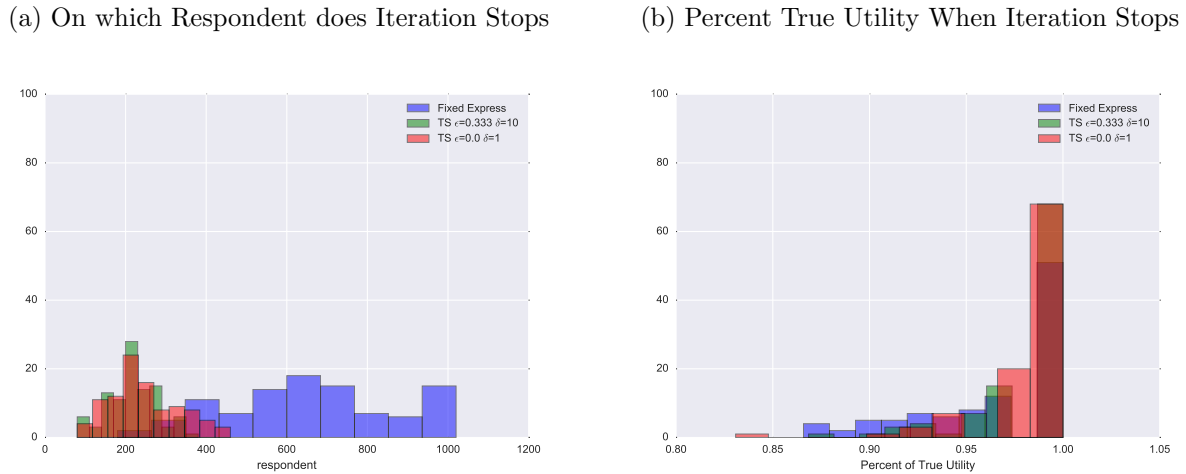 (a) On which Respondent does Iteration Stops
(b) Percent True Utility When Iteration Stops
100
80
60
40
20
0
0 200 400 600 800 1000 1200
respondent
Fixed Express
TS ϵ=0.333 δ=10
TS ϵ=0.0 δ=1
100
80
60
40
20
0
0.80 0.85 0.90 0.95 1.00 1.05
Percent of True Utility
Fixed Express
TS ϵ=0.333 δ=10
TS ϵ=0.0 δ=1